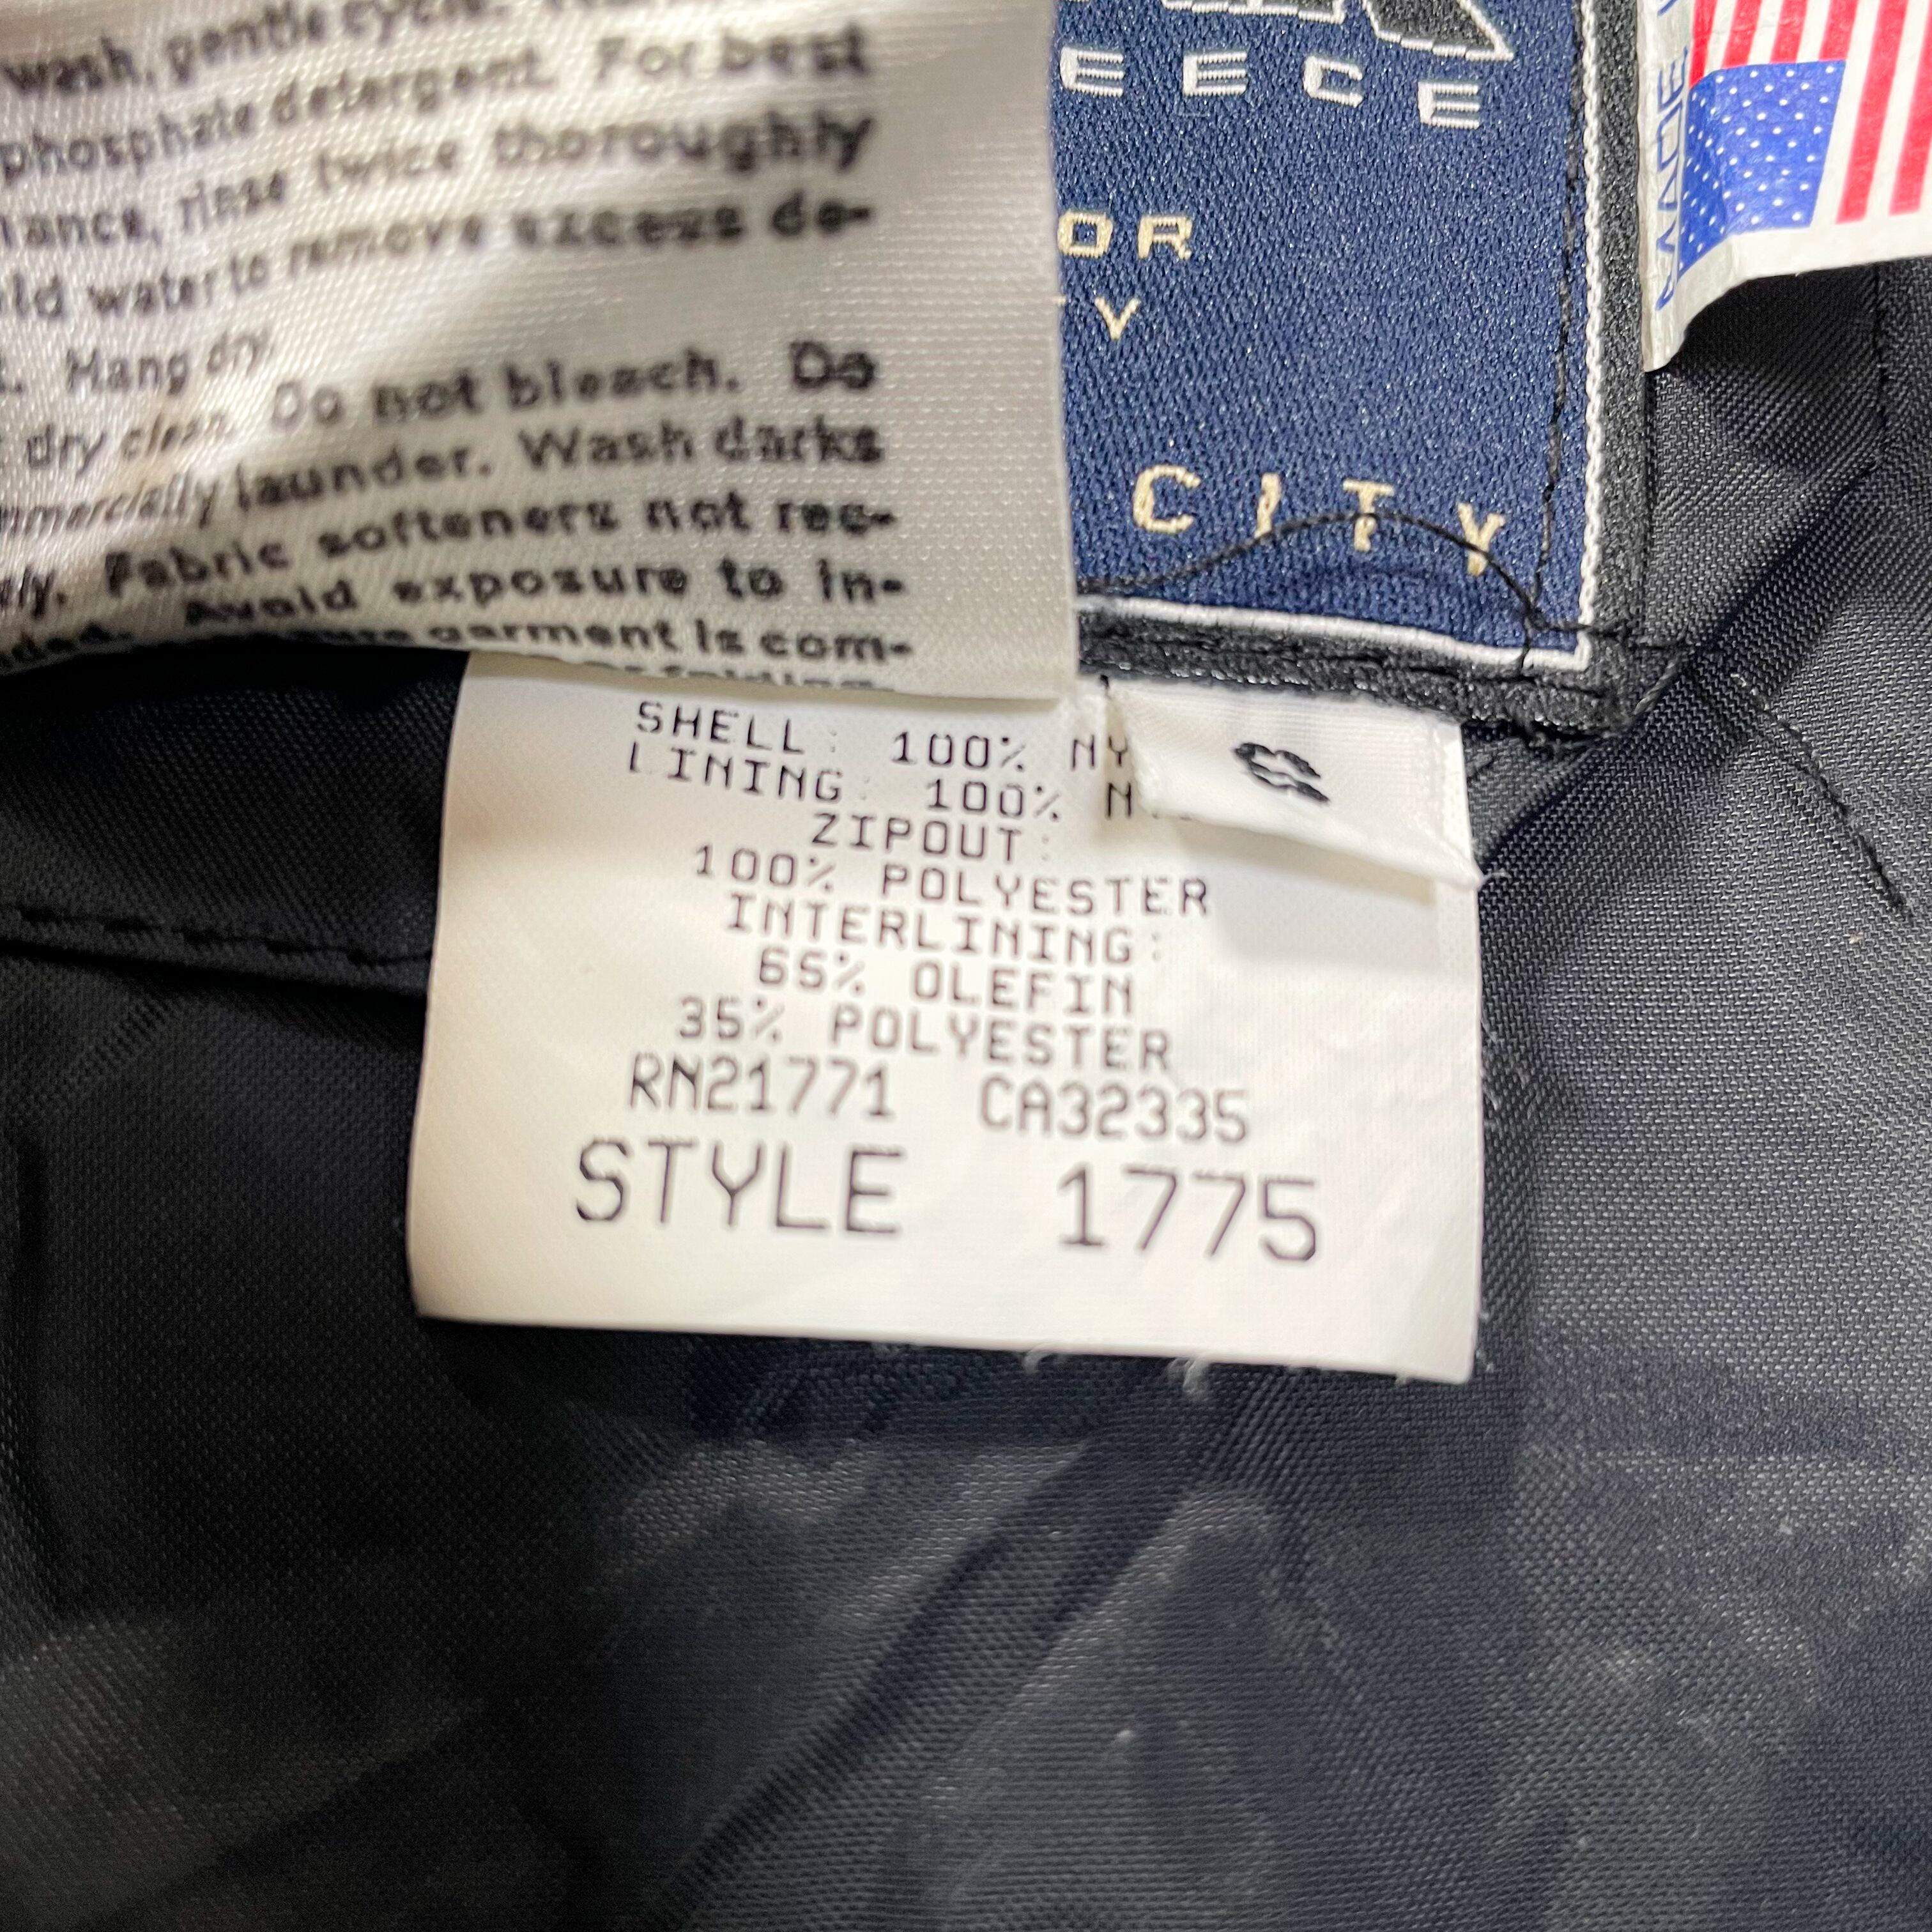 wash, gentle cycle.
phosphate detergent. For best
rinse twice thoroughly
water to remove excess de-
Hang dry.
dry clean. Do not bleach. Do
launder. Wash darks
Fabric softeners not rec-
Avoid exposure to in-
garment is com-
EECE
OR
Y
CITY
MADE
S
SHELL: 100% NY
LINING: 100% N
ZIPOUT:
100% POLYESTER
INTERLINING:
65% OLEFIN
35% POLYESTER
RN21771 CA32335
STYLE 1775